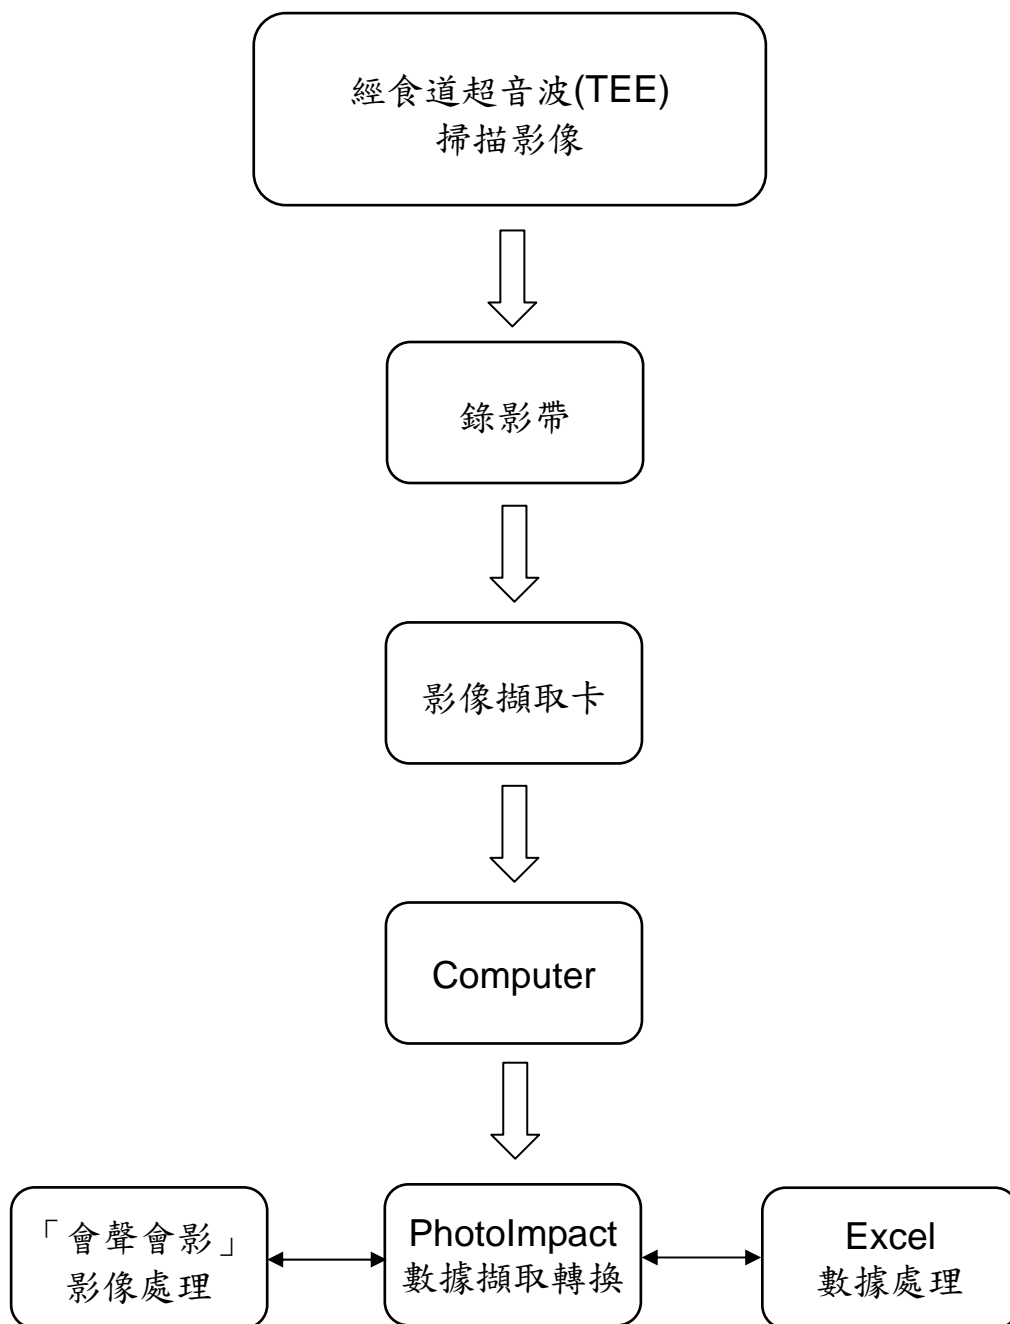 經食道超音波(TEE)
掃描影像
錄影帶
影像擷取卡
Computer
「會聲會影」
影像處理
PhotoImpact
數據擷取轉換
Excel
數據處理